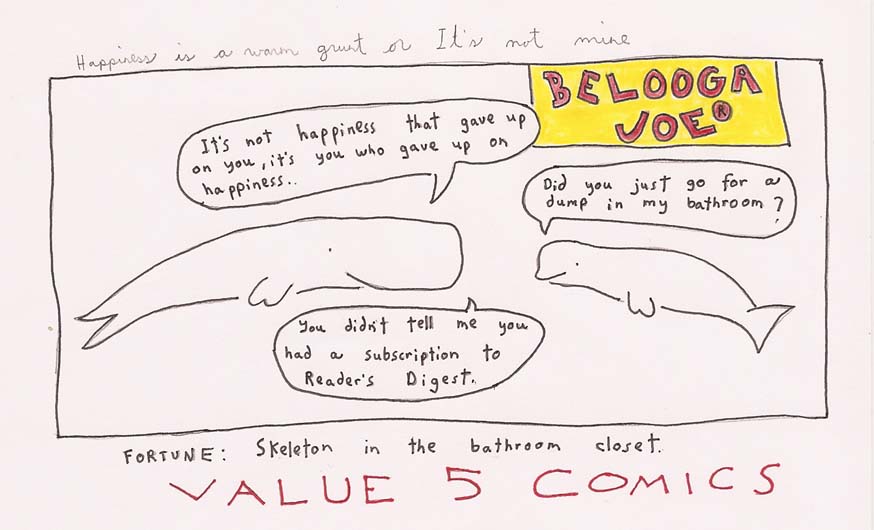 Happiness is a warm grunt or It's not mine
BELOOGA
JOE®
It's not happiness that gave up
on you, it's you who gave up on
happiness..
Did you just go for a
dump in my bathroom?
You didn't tell me you
had a subscription to
Reader's Digest.
FORTUNE: Skeleton in the bathroom closet.
VALUE 5 COMICS